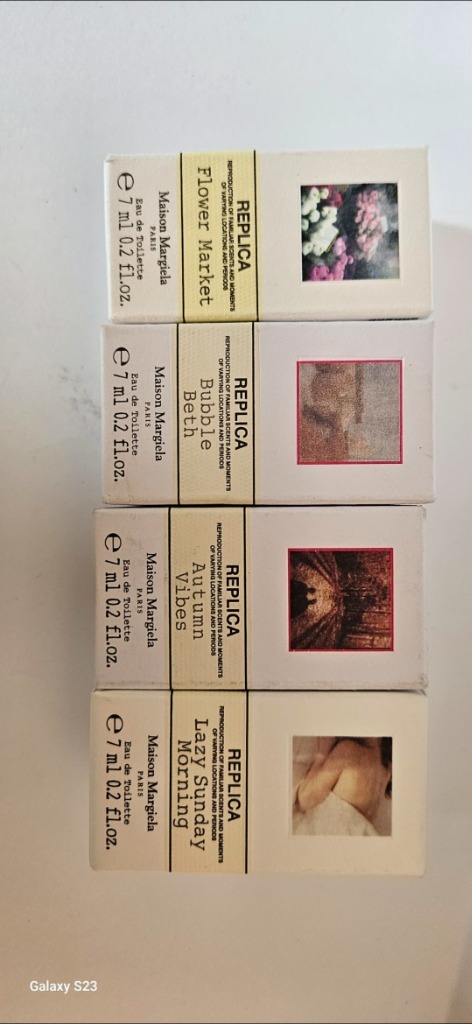 REPLICA
REPRODUCTION OF FAMILIAR SCENTS AND MOMENTS
OF VARYING LOCATIONS AND PERIODS
Flower Market
Maison Margiela
PARIS
Eau de Toilette
℮ 7 ml 0.2 fl.oz.
REPLICA
REPRODUCTION OF FAMILIAR SCENTS AND MOMENTS
OF VARYING LOCATIONS AND PERIODS
Bubble
Beth
Maison Margiela
PARIS
Eau de Toilette
℮ 7 ml 0.2 fl.oz.
REPLICA
REPRODUCTION OF FAMILIAR SCENTS AND MOMENTS
OF VARYING LOCATIONS AND PERIODS
Autumn
Vibes
Maison Margiela
PARIS
Eau de Toilette
℮ 7 ml 0.2 fl.oz.
REPLICA
REPRODUCTION OF FAMILIAR SCENTS AND MOMENTS
OF VARYING LOCATIONS AND PERIODS
Lazy Sunday
Morning
Maison Margiela
PARIS
Eau de Toilette
℮ 7 ml 0.2 fl.oz.
Galaxy S23